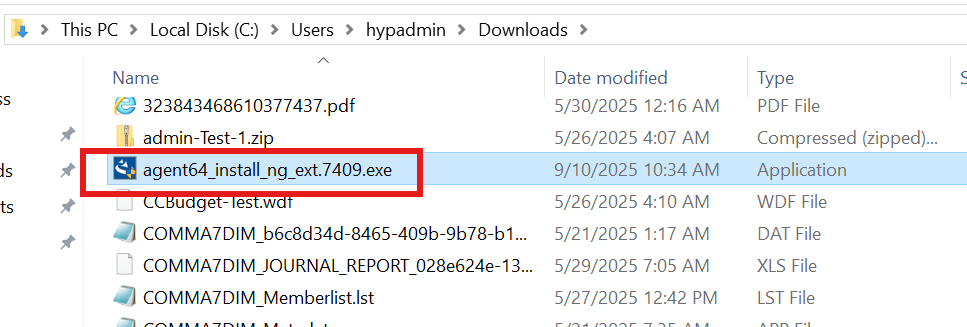 This PC > Local Disk (C:) > Users > hypadmin > Downloads >
Name Date modified Type S
323843468610377437.pdf 5/30/2025 12:16 AM PDF File
ss
admin-Test-1.zip 5/26/2025 4:07 AM Compressed (zipped)...
ds agent64_install_ng_ext.7409.exe 9/10/2025 10:34 AM Application
ts CCBudget-Test.wdf 5/26/2025 4:10 AM WDF File
COMMA7DIM_b6c8d34d-8465-409b-9b78-b1... 5/21/2025 1:17 AM DAT File
COMMA7DIM_JOURNAL_REPORT_028e624e-13... 5/29/2025 7:05 AM XLS File
COMMA7DIM_Memberlist.lst 5/27/2025 12:42 PM LST File